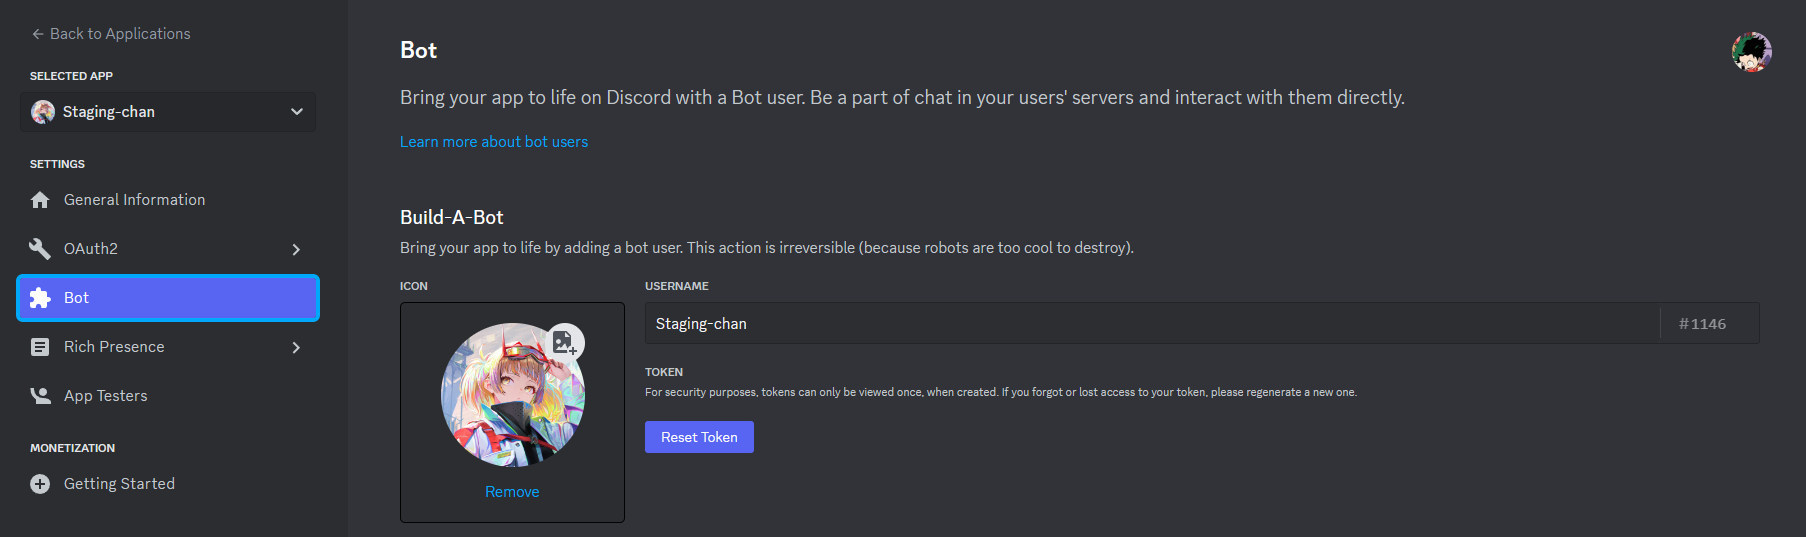 Back to Applications
SELECTED APP
Staging-chan
SETTINGS
General Information
OAuth2
Bot
Rich Presence
App Testers
MONETIZATION
Getting Started
Bot
Bring your app to life on Discord with a Bot user. Be a part of chat in your users' servers and interact with them directly.
Learn more about bot users
Build-A-Bot
Bring your app to life by adding a bot user. This action is irreversible (because robots are too cool to destroy).
ICON
Remove
USERNAME
Staging-chan #1146
TOKEN
For security purposes, tokens can only be viewed once, when created. If you forgot or lost access to your token, please regenerate a new one.
Reset Token